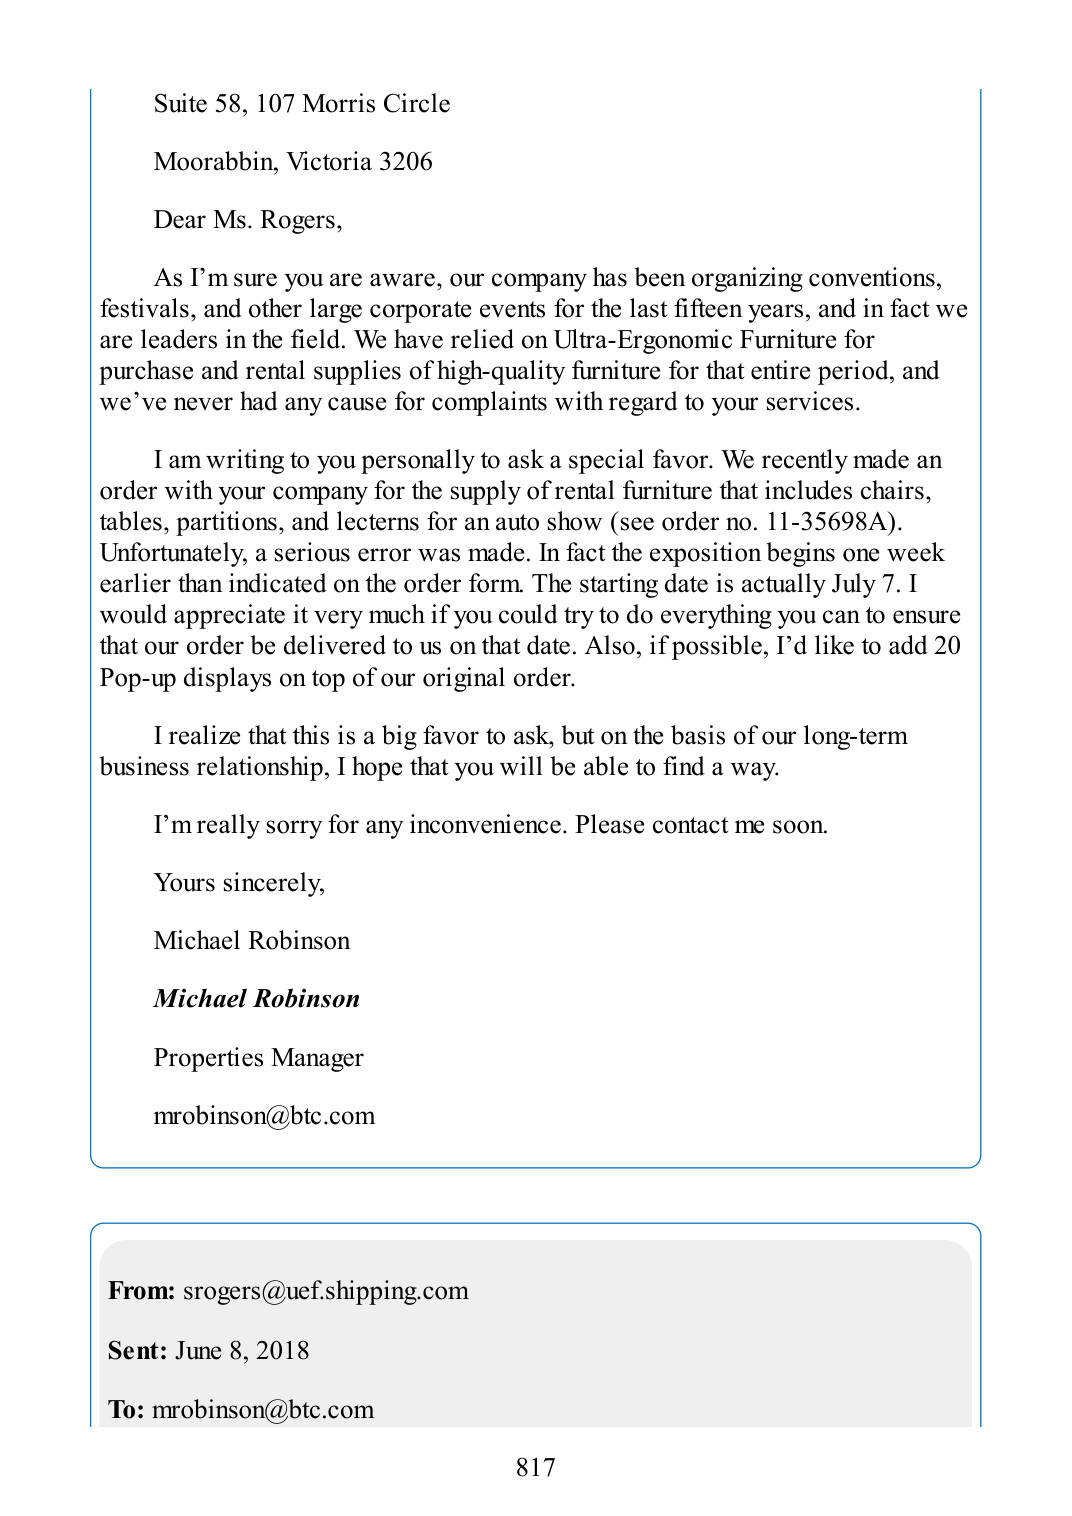 Suite 58, 107 Morris Circle
Moorabbin, Victoria 3206
Dear Ms. Rogers,
As I’m sure you are aware, our company has been organizing conventions,
festivals, and other large corporate events for the last fifteen years, and in fact we
are leaders in the field. We have relied on Ultra-Ergonomic Furniture for
purchase and rental supplies of high-quality furniture for that entire period, and
we’ve never had any cause for complaints with regard to your services.
I am writing to you personally to ask a special favor. We recently made an
order with your company for the supply of rental furniture that includes chairs,
tables, partitions, and lecterns for an auto show (see order no. 11-35698A).
Unfortunately, a serious error was made. In fact the exposition begins one week
earlier than indicated on the order form. The starting date is actually July 7. I
would appreciate it very much if you could try to do everything you can to ensure
that our order be delivered to us on that date. Also, if possible, I’d like to add 20
Pop-up displays on top of our original order.
I realize that this is a big favor to ask, but on the basis of our long-term
business relationship, I hope that you will be able to find a way.
I’m really sorry for any inconvenience. Please contact me soon.
Yours sincerely,
Michael Robinson
Michael Robinson
Properties Manager
mrobinson@btc.com
From: srogers@uef.shipping.com
Sent: June 8, 2018
To: mrobinson@btc.com
817